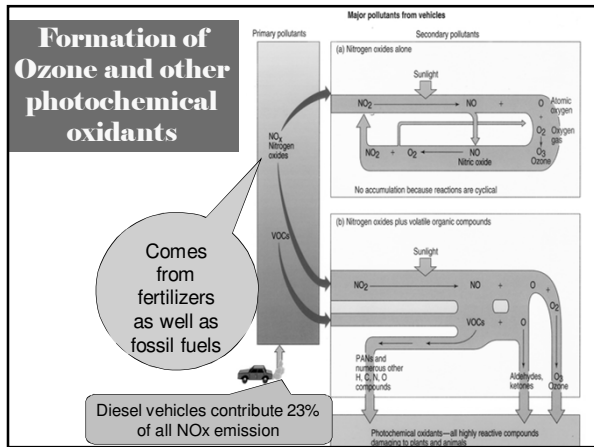 Formation of
Ozone and other
photochemical
oxidants
Major pollutants from vehicles
Primary pollutants
Secondary pollutants
(a) Nitrogen oxides alone
Sunlight
NO2 NO + O Atomic
oxygen
+
O2 Oxygen
gas
NO2 + O2 NO
Nitric oxide
O3
Ozone
No accumulation because reactions are cyclical
NOx
Nitrogen
oxides
VOCs
Comes
from
fertilizers
as well as
fossil fuels
(b) Nitrogen oxides plus volatile organic compounds
Sunlight
NO2 NO + O
+
O2
VOCs + O
PANs and
numerous other
H, C, N, O
compounds
Aldehydes,
ketones
O3
Ozone
Diesel vehicles contribute 23%
of all NOx emission
Photochemical oxidants—all highly reactive compounds
damaging to plants and animals